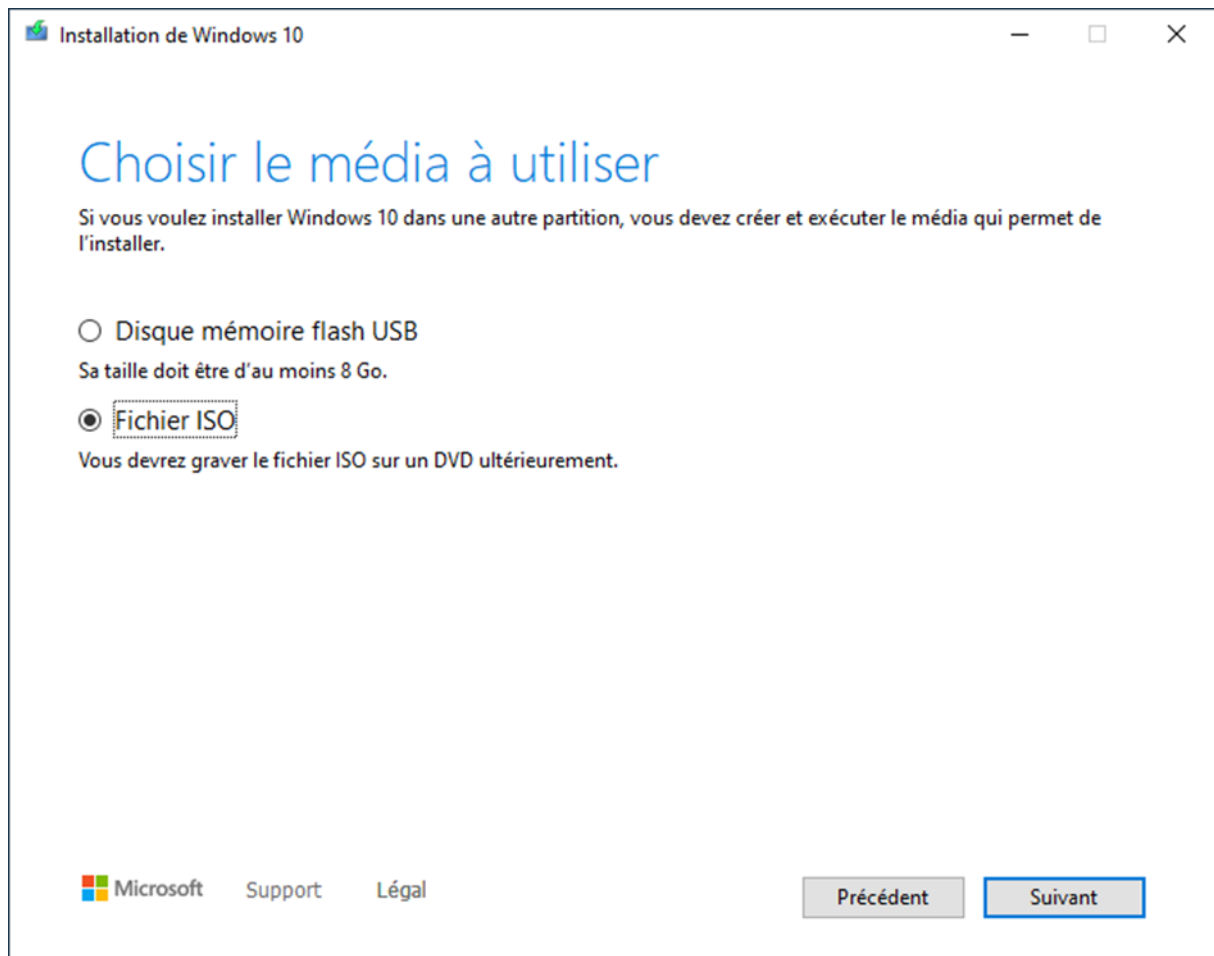 Installation de Windows 10
Choisir le média à utiliser
Si vous voulez installer Windows 10 dans une autre partition, vous devez créer et exécuter le média qui permet de
l'installer.
Disque mémoire flash USB
Sa taille doit être d'au moins 8 Go.
Fichier ISO
Vous devrez graver le fichier ISO sur un DVD ultérieurement.
Microsoft Support Légal Précédent Suivant